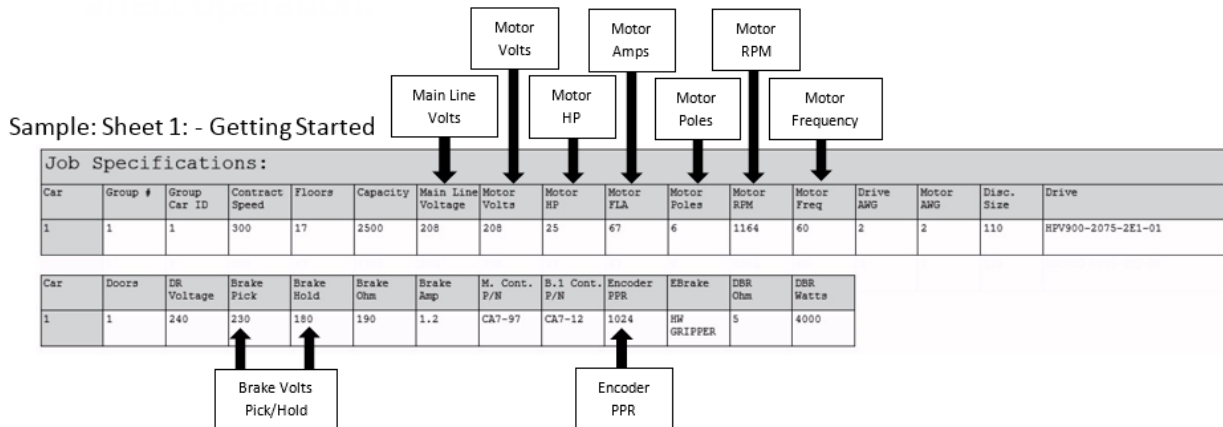 Motor
Volts
Motor
Amps
Motor
RPM
Main Line
Volts
Motor
HP
Motor
Poles
Motor
Frequency
Sample: Sheet 1: - Getting Started
Job Specifications:
Car Group # Group Car ID Contract Speed Floors Capacity Main Line Voltage Motor Volts Motor HP Motor FLA Motor Poles Motor RPM Motor Freq Drive AWG Motor AWG Disc. Size Drive
1 1 1 300 17 2500 208 208 25 67 6 1164 60 2 2 110 HPV900-2075-2E1-01
Car Doors DR Voltage Brake Pick Brake Hold Brake Ohm Brake Amp M. Cont. P/N B.1 Cont. P/N Encoder PPR EBrake DBR Ohm DBR Watts
1 1 240 230 180 190 1.2 CA7-97 CA7-12 1024 HW GRIPPER 5 4000
Brake Volts
Pick/Hold
Encoder
PPR